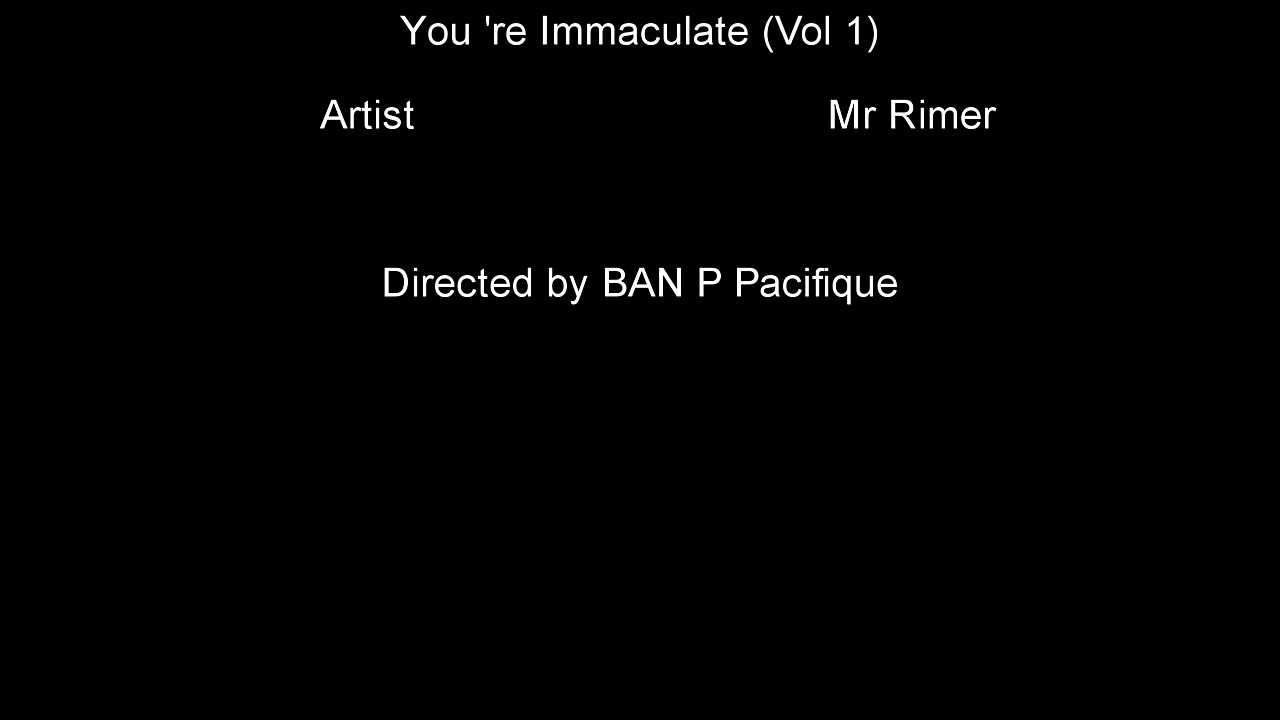 You 're Immaculate (Vol 1)
Artist Mr Rimer
Directed by BAN P Pacifique